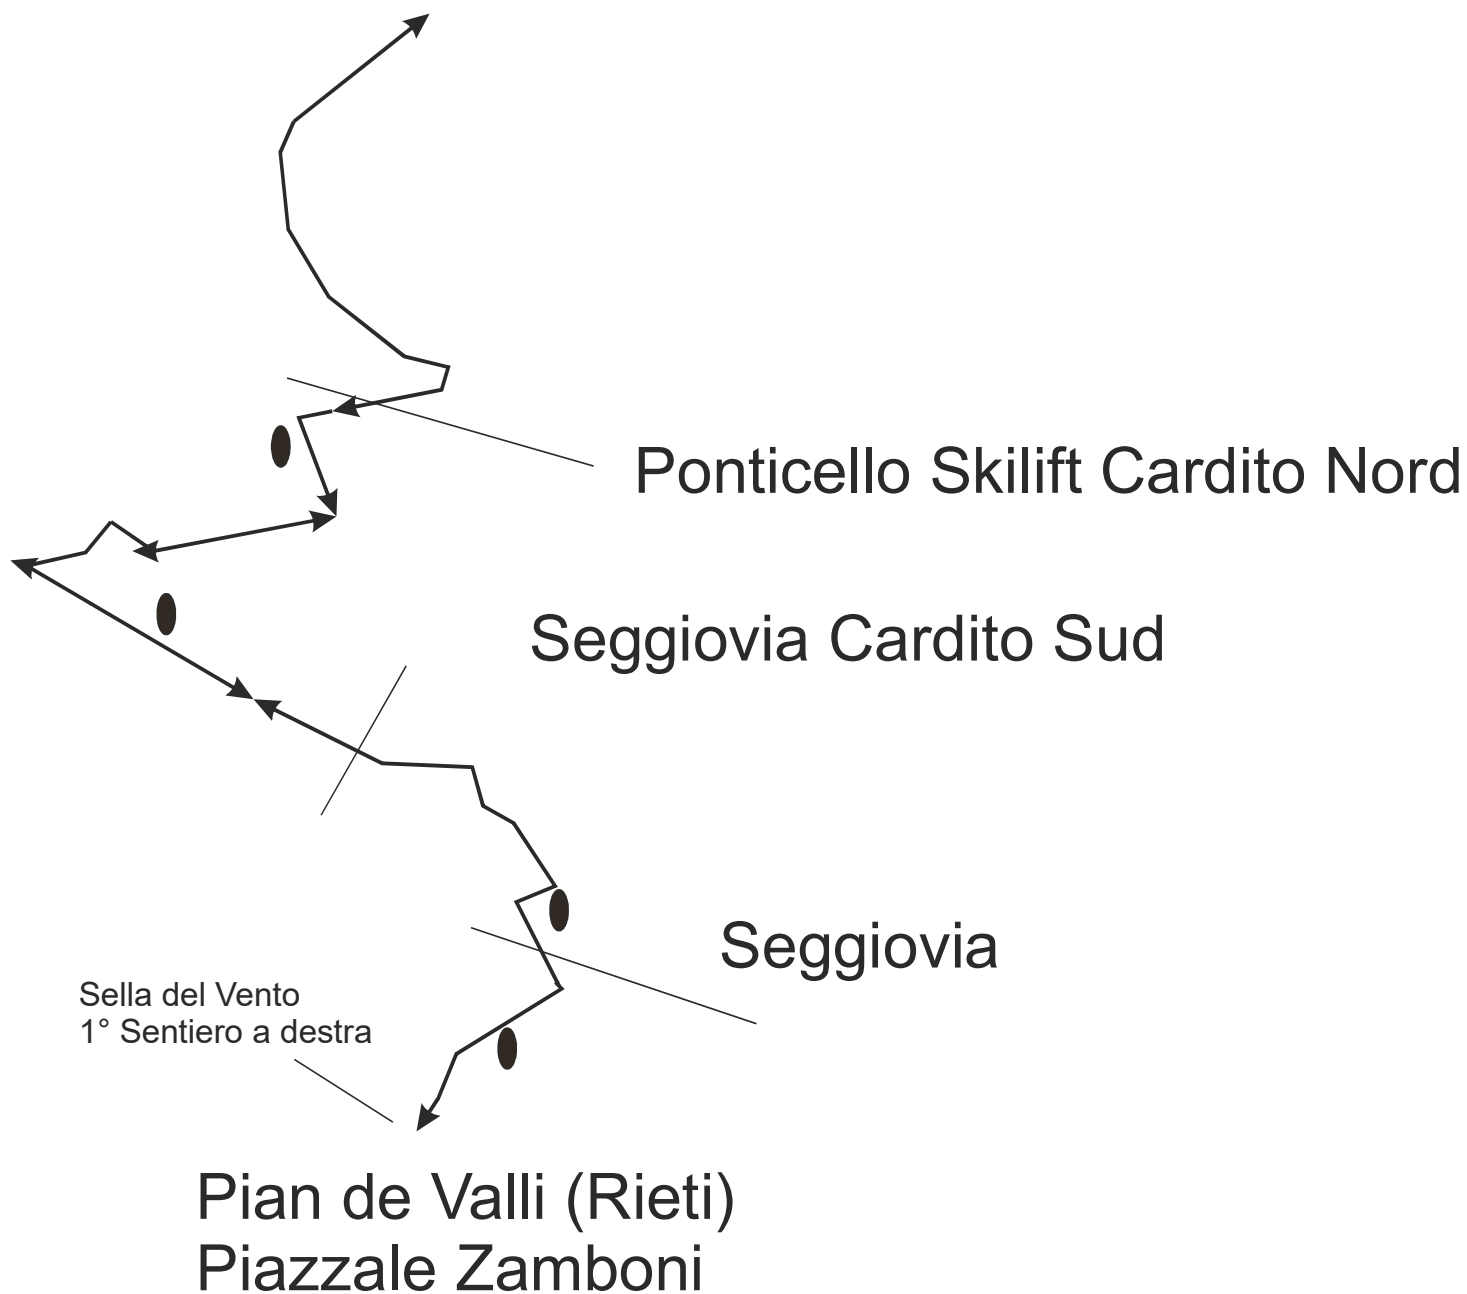 Ponticello Skilift Cardito Nord
Seggiovia Cardito Sud
Seggiovia
Sella del Vento
1° Sentiero a destra
Pian de Valli (Rieti)
Piazzale Zamboni